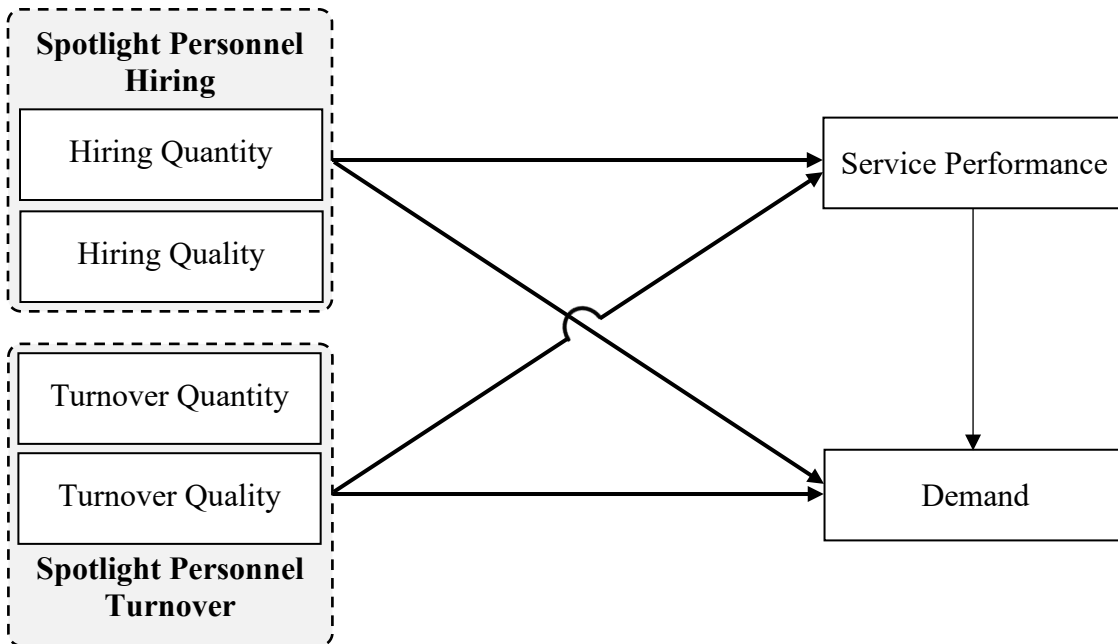 Spotlight Personnel
Hiring
Hiring Quantity
Hiring Quality
Turnover Quantity
Turnover Quality
Spotlight Personnel
Turnover
Service Performance
Demand